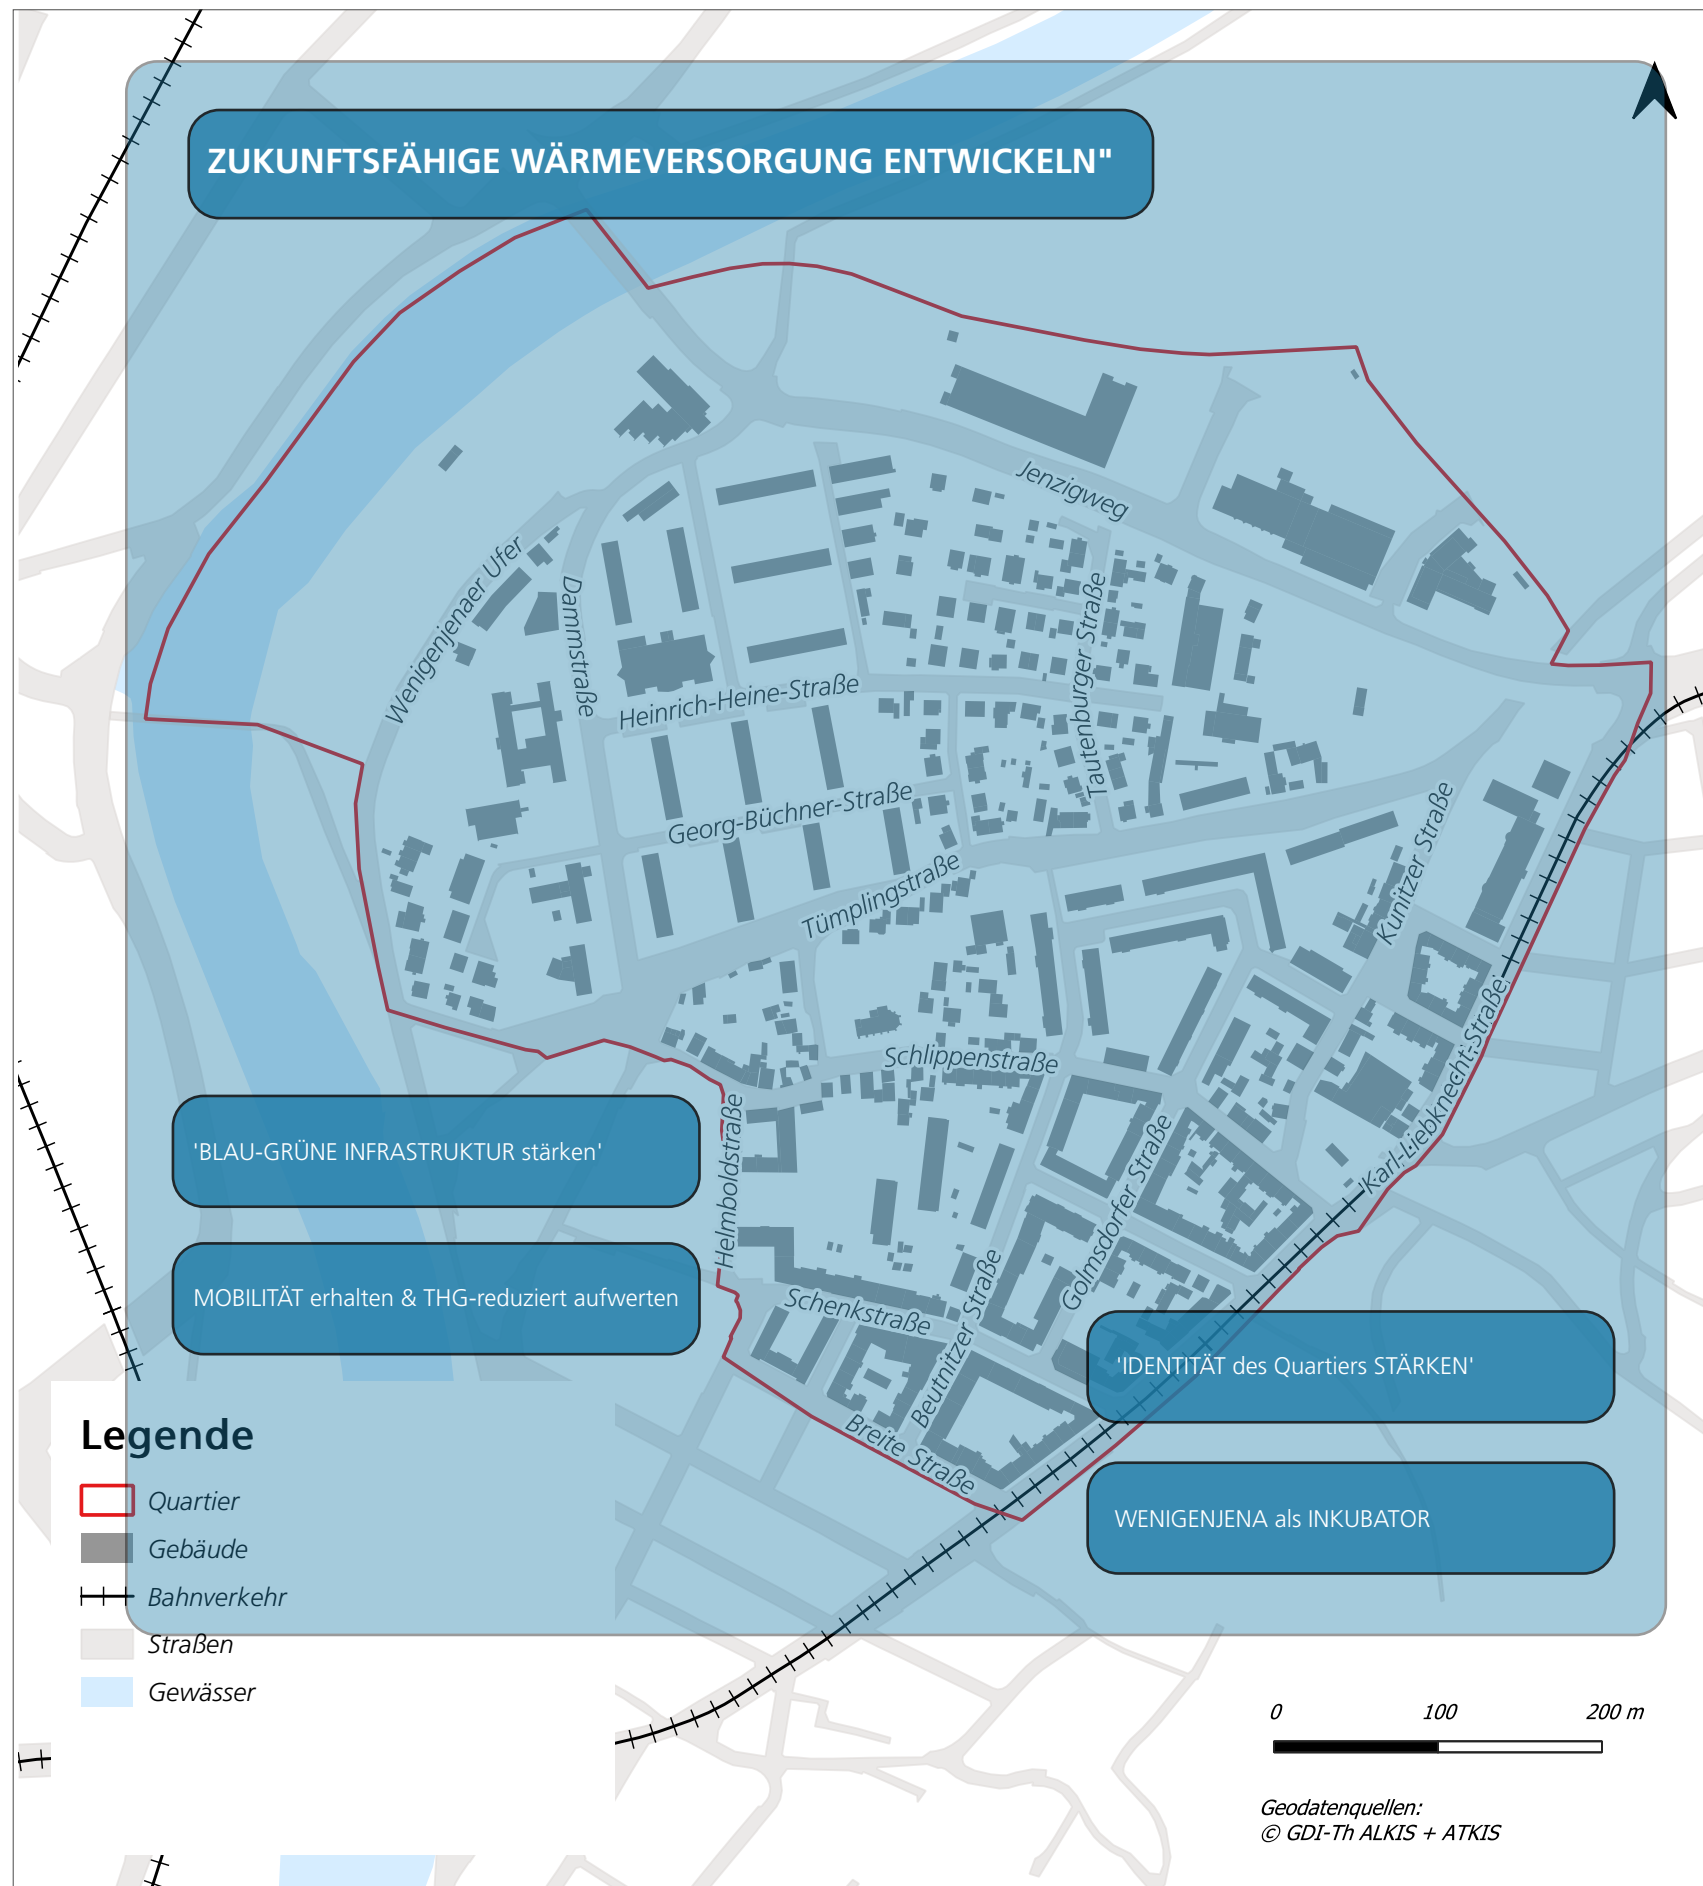 ZUKUNFTSFÄHIGE WÄRMEVERSORGUNG ENTWICKELN"
Jenzigweg
Wenigenjenaer Ufer
Dammstraße
Tautenburger Straße
Heinrich-Heine-Straße
Georg-Büchner-Straße
Kunitzer Straße
Tümplingstraße
Schlippenstraße
Karl-Liebknecht-Straße
Helmboldstraße
'BLAU-GRÜNE INFRASTRUKTUR stärken'
Golmsdorfer Straße
MOBILITÄT erhalten & THG-reduziert aufwerten
Schenkstraße
Beutnitzer Straße
'IDENTITÄT des Quartiers STÄRKEN'
Breite Straße
WENIGENJENA als INKUBATOR
Legende
Quartier
Gebäude
Bahnverkehr
Straßen
Gewässer
0 100 200 m
Geodatenquellen:
© GDI-Th ALKIS + ATKIS